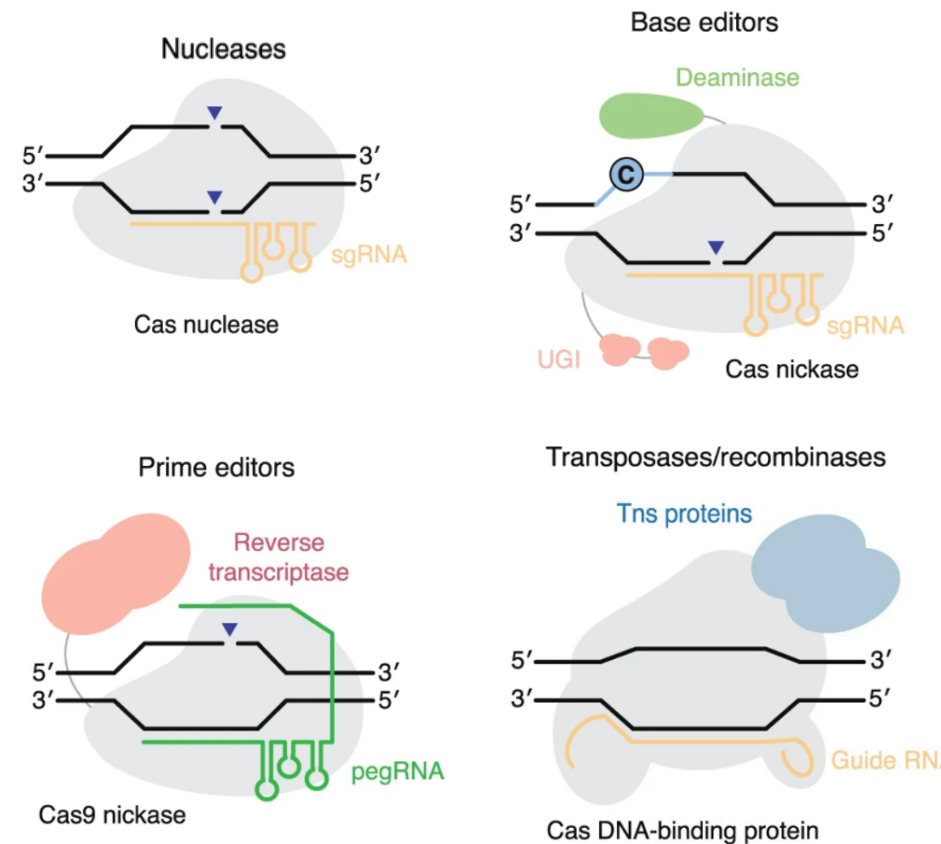 Nucleases
5′
3′
3′
5′
sgRNA
Cas nuclease
Base editors
Deaminase
C
5′
3′
3′
5′
sgRNA
UGI
Cas nickase
Prime editors
Reverse
transcriptase
5′
3′
3′
5′
pegRNA
Cas9 nickase
Transposases/recombinases
Tns proteins
5′
3′
3′
5′
Guide RN
Cas DNA-binding protein